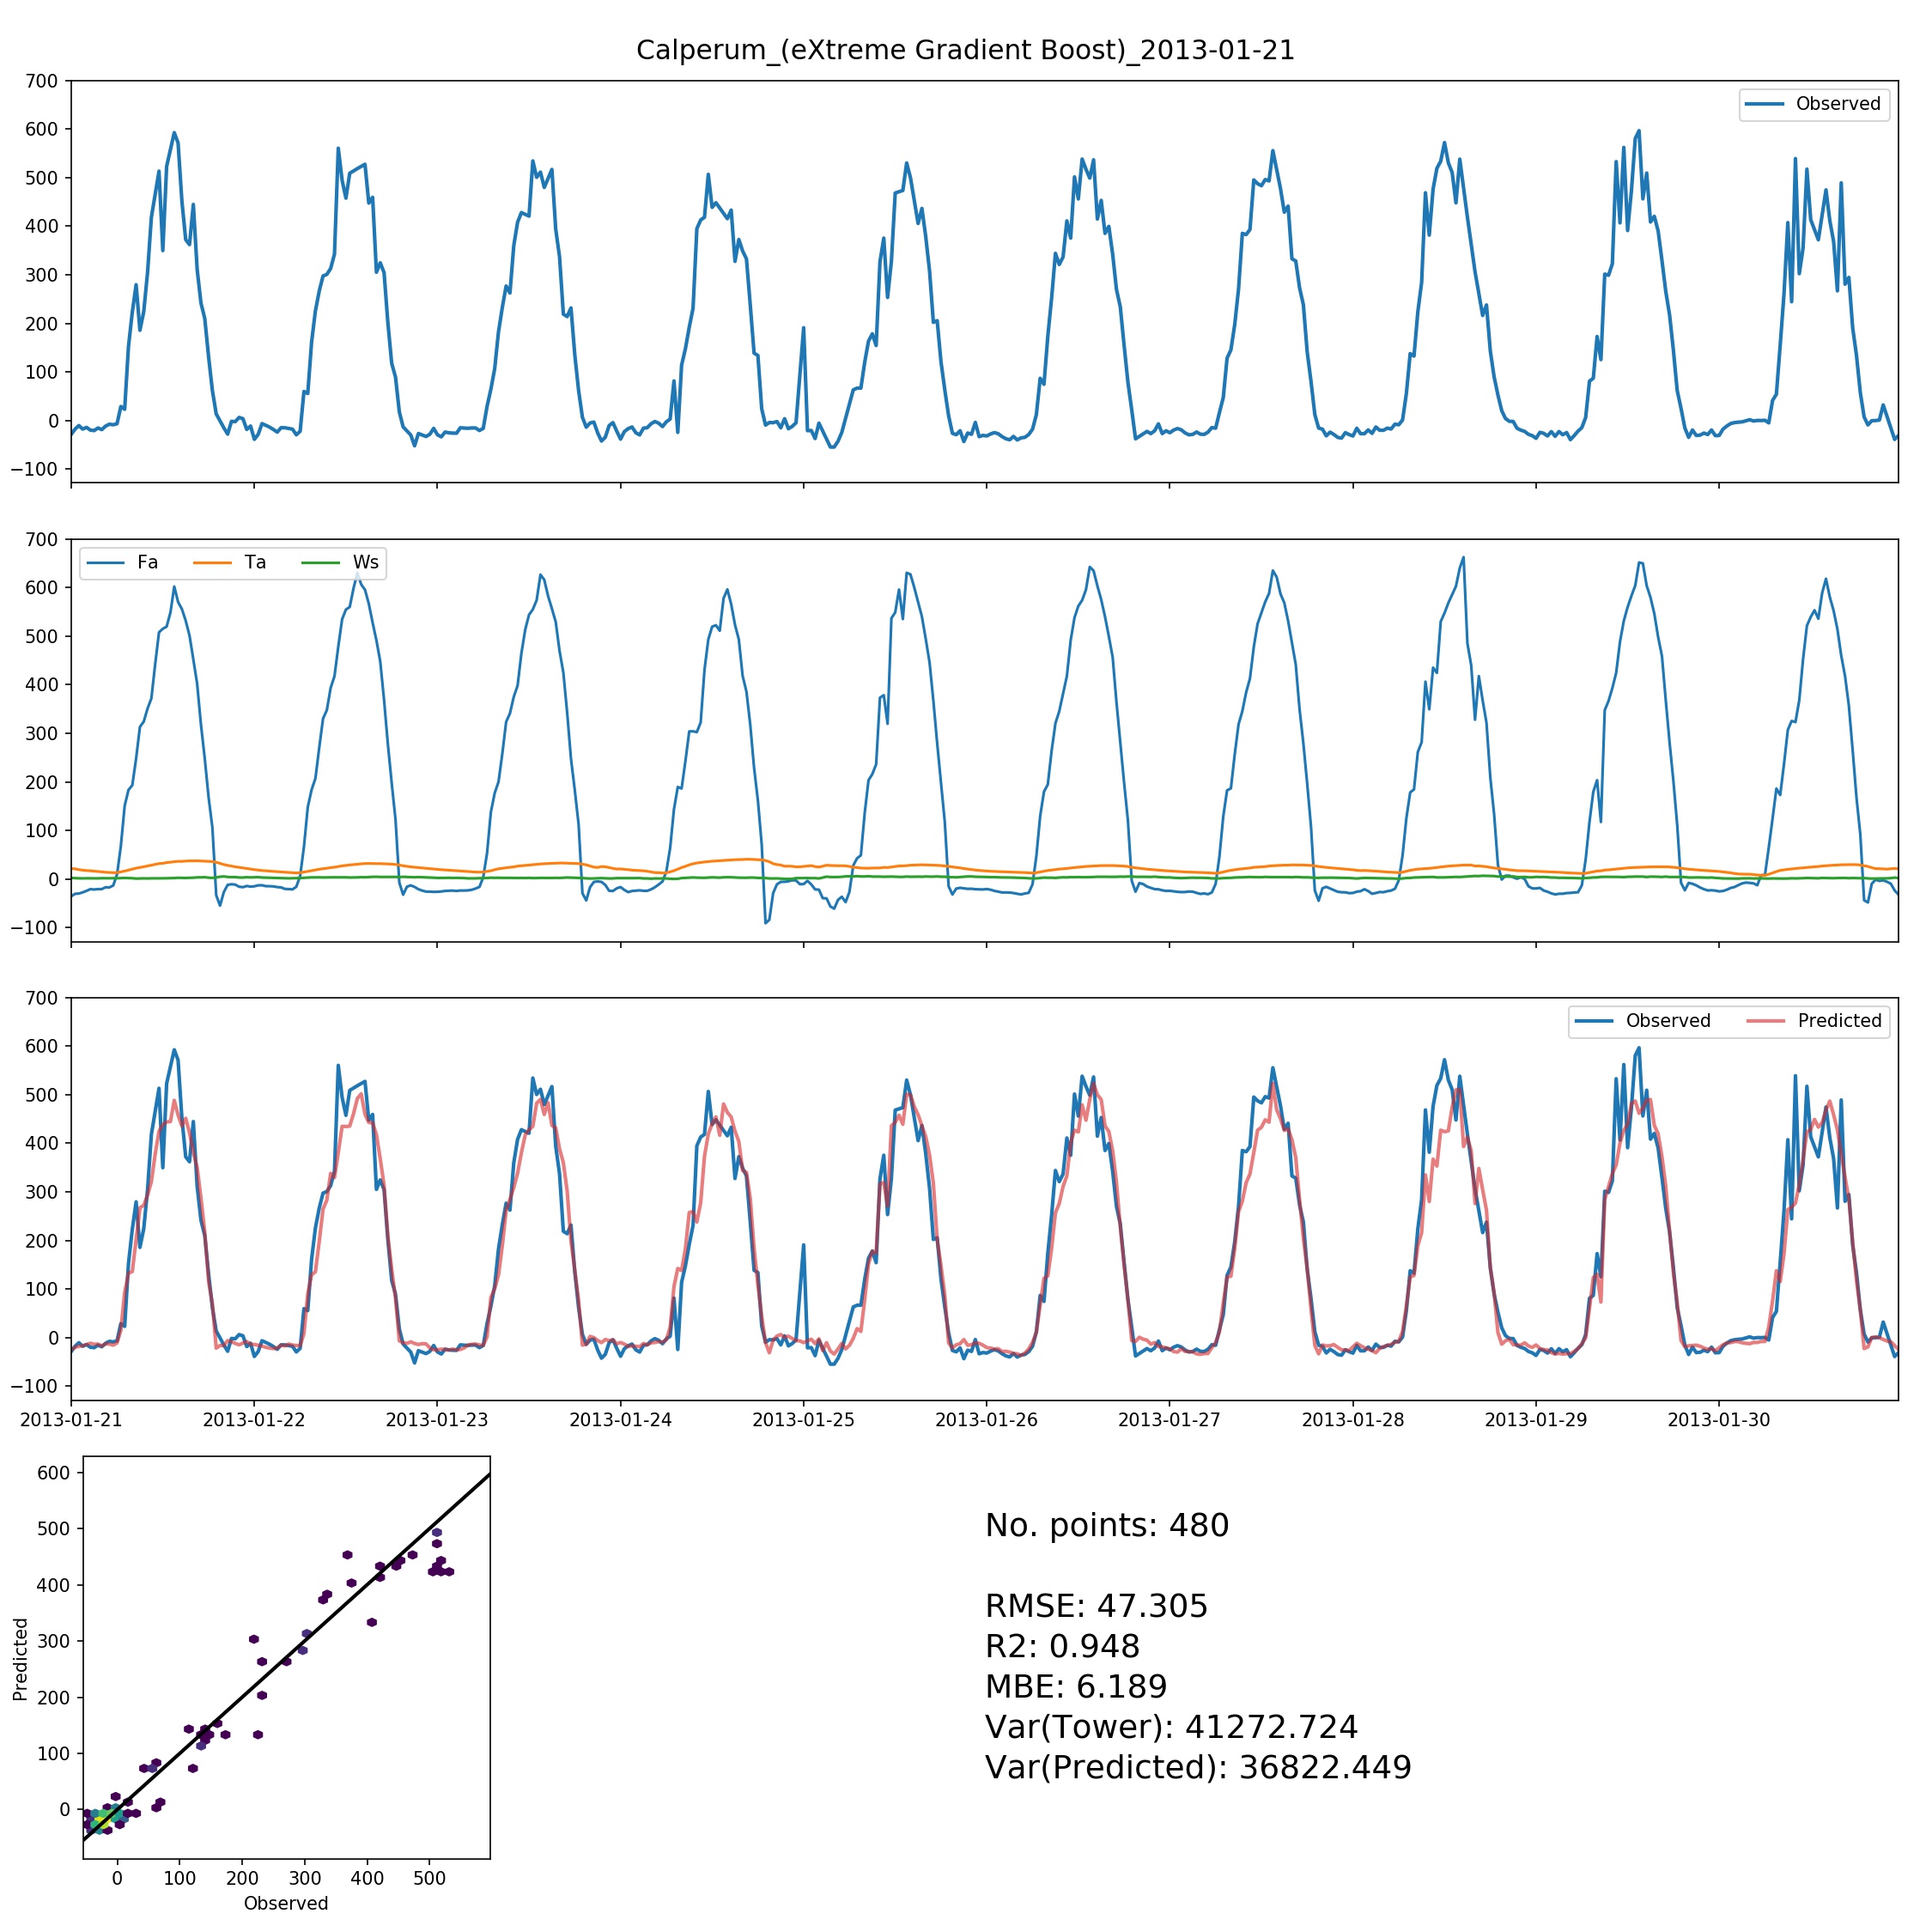 Calperum_(eXtreme Gradient Boost)_2013-01-21
700
600
500
400
300
200
100
0
−100
Observed
700
600
500
400
300
200
100
0
−100
Fa Ta Ws
700
600
500
400
300
200
100
0
−100
Observed Predicted
2013-01-21 2013-01-22 2013-01-23 2013-01-24 2013-01-25 2013-01-26 2013-01-27 2013-01-28 2013-01-29 2013-01-30
600
500
400
300
200
100
0
Predicted
0 100 200 300 400 500
Observed
No. points: 480
RMSE: 47.305
R2: 0.948
MBE: 6.189
Var(Tower): 41272.724
Var(Predicted): 36822.449